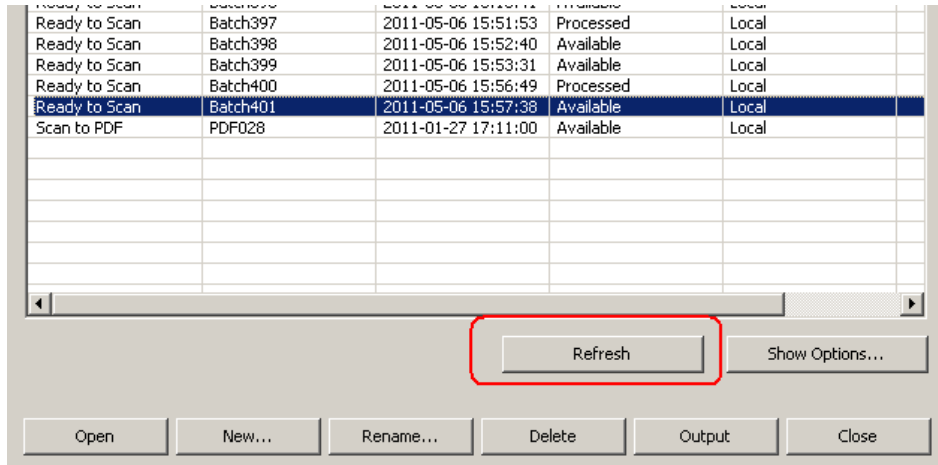 Ready to Scan Batch397 2011-05-06 15:51:53 Processed Local
Ready to Scan Batch398 2011-05-06 15:52:40 Available Local
Ready to Scan Batch399 2011-05-06 15:53:31 Available Local
Ready to Scan Batch400 2011-05-06 15:56:49 Processed Local
Ready to Scan Batch401 2011-05-06 15:57:38 Available Local
Scan to PDF PDF028 2011-01-27 17:11:00 Available Local
Refresh Show Options...
Open New... Rename... Delete Output Close